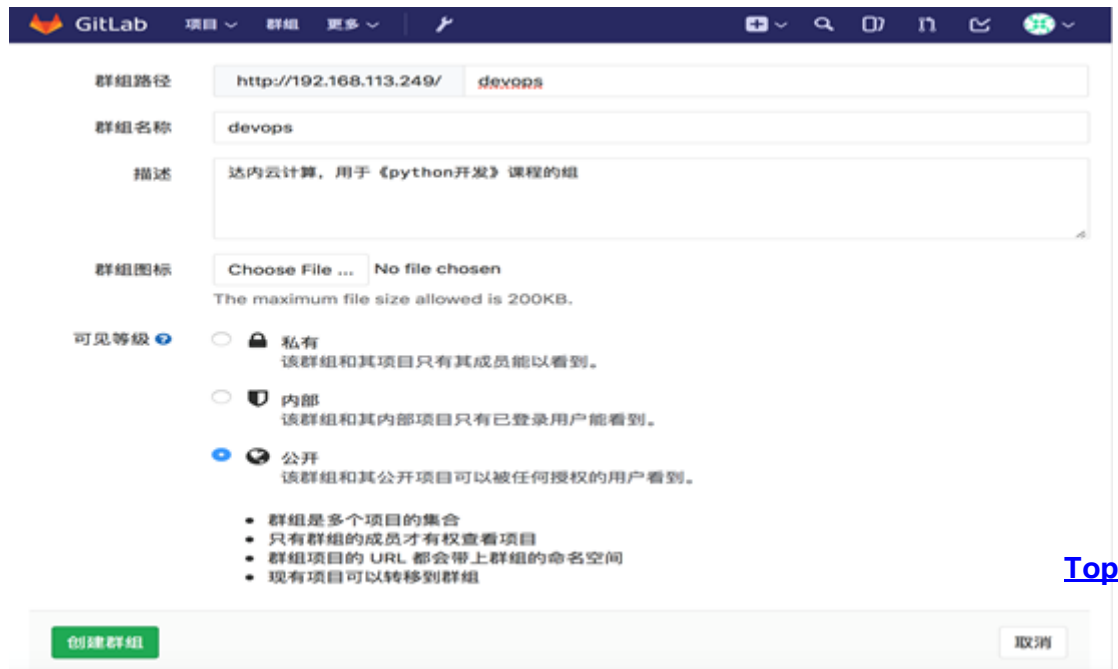 GitLab 项目 群组 更多
群组路径 http://192.168.113.249/ devops
群组名称 devops
描述 达内云计算，用于《python开发》课程的组
群组图标 Choose File ... No file chosen
The maximum file size allowed is 200KB.
可见等级 私有
该群组和其项目只有其成员能以看到。
内部
该群组和其内部项目只有已登录用户能看到。
公开
该群组和其公开项目可以被任何授权的用户看到。
• 群组是多个项目的集合
• 只有群组的成员才有权查看项目
• 群组项目的 URL 都会带上群组的命名空间
• 现有项目可以转移到群组
Top
创建群组 取消